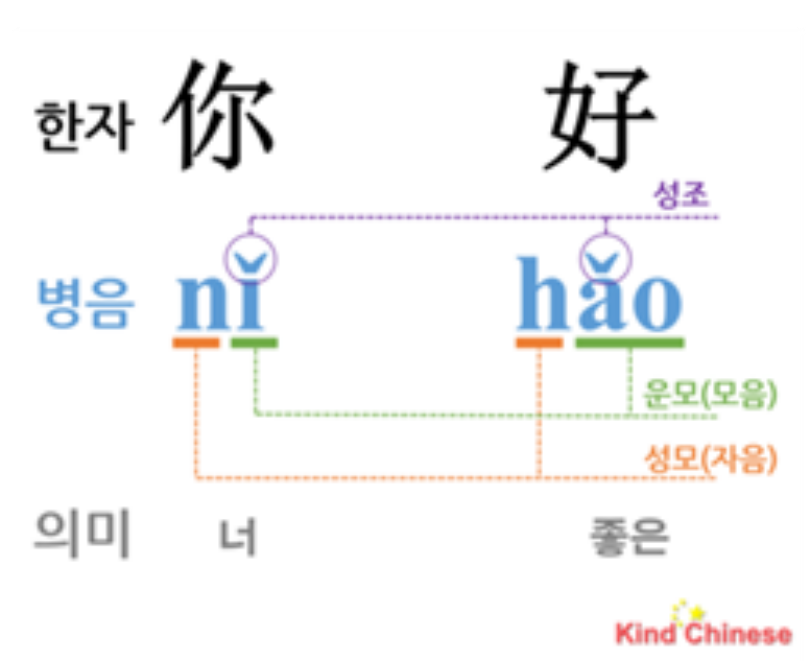 한자 你 好
성조
병음 nǐ hǎo
운모(모음)
성모(자음)
의미 너 좋은
Kind Chinese